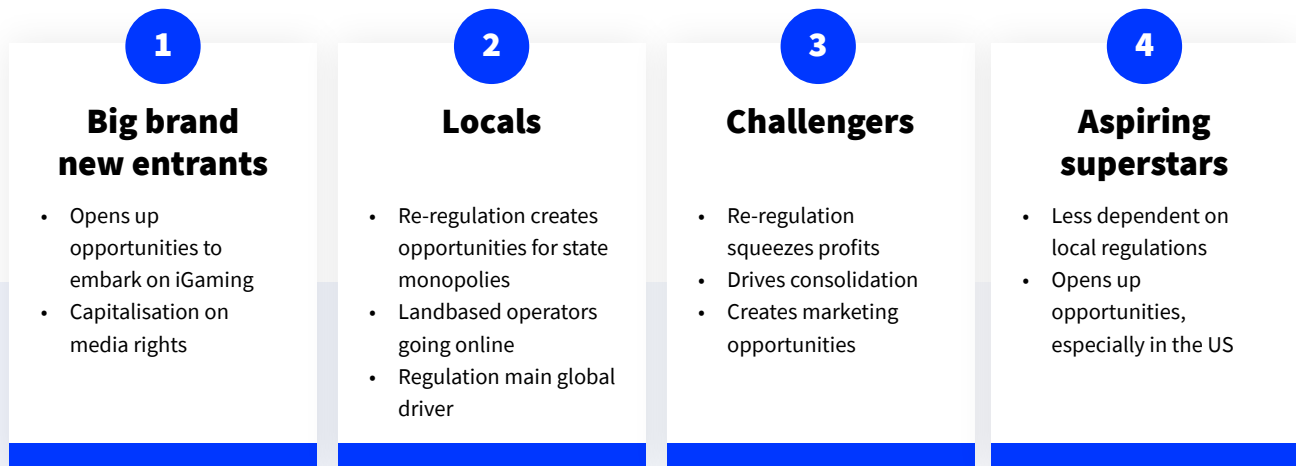 1
Big brand
new entrants
• Opens up
opportunities to
embark on iGaming
• Capitalisation on
media rights
2
Locals
• Re-regulation creates
opportunities for state
monopolies
• Landbased operators
going online
• Regulation main global
driver
3
Challengers
• Re-regulation
squeezes profits
• Drives consolidation
• Creates marketing
opportunities
4
Aspiring
superstars
• Less dependent on
local regulations
• Opens up
opportunities,
especially in the US